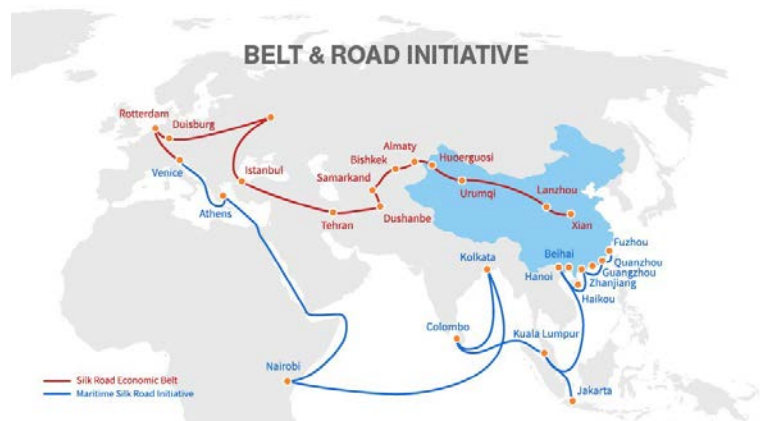 BELT & ROAD INITIATIVE
Rotterdam
Duisburg
Venice
Istanbul
Athens
Tehran
Samarkand
Dushanbe
Bishkek
Almaty
Huoerguosi
Urumqi
Lanzhou
Xian
Fuzhou
Quanzhou
Guangzhou
Zhanjiang
Haikou
Beihai
Hanoi
Kolkata
Colombo
Kuala Lumpur
Jakarta
Nairobi
Silk Road Economic Belt
Maritime Silk Road Initiative